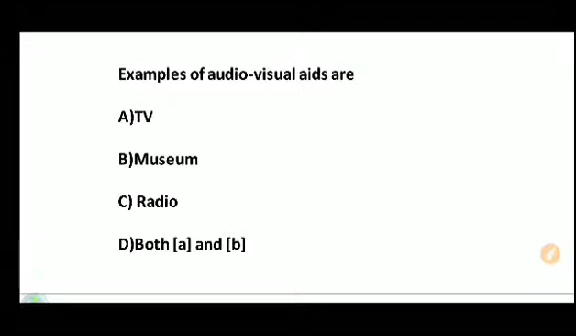 Examples of audio-visual aids are
A)TV
B)Museum
C) Radio
D)Both [a] and [b]